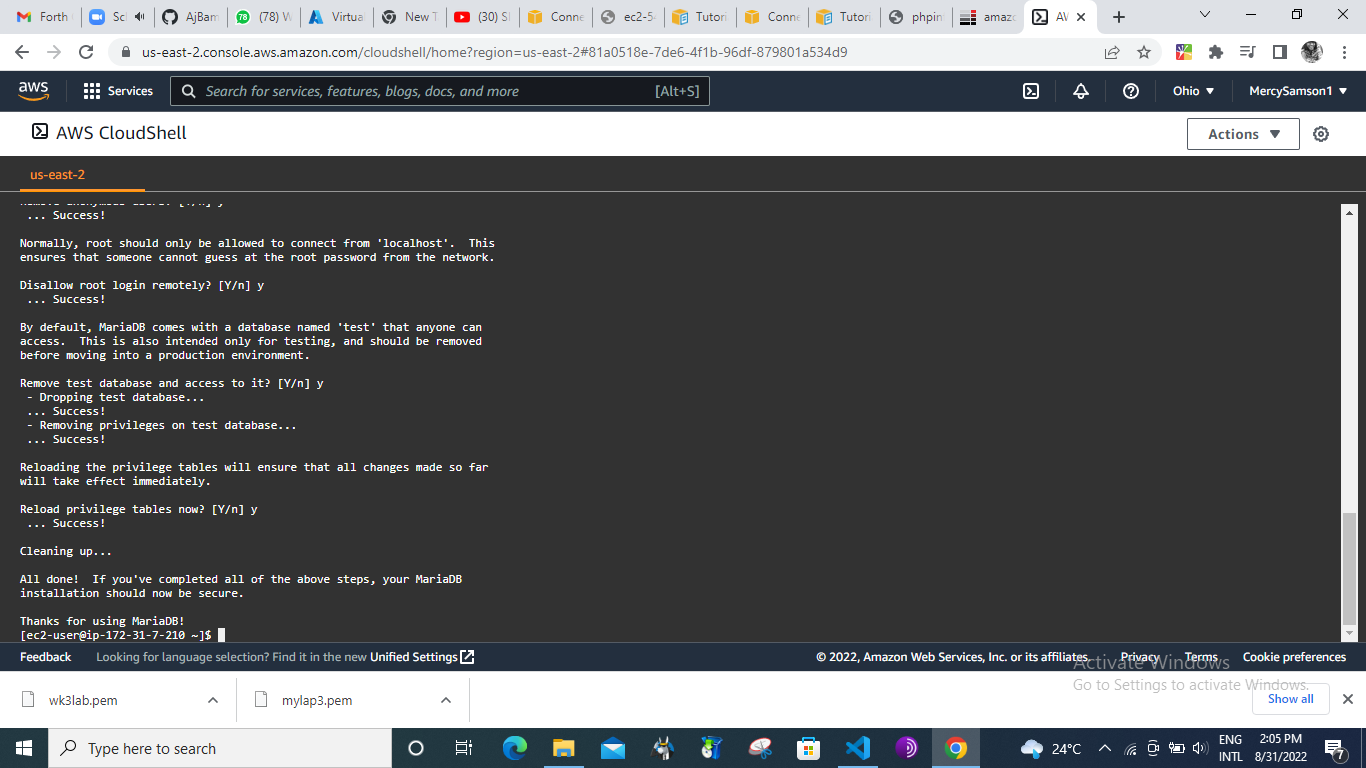 Forth
Sc
AjBam
(78) W
Virtua
New T
(30) S
Conne
ec2-5
Tutori
Conne
Tutori
phpin
amazo
us-east-2.console.aws.amazon.com/cloudshell/home?region=us-east-2#81a0518e-7de6-4f1b-96df-879801a534d9
aws
Services
Search for services, features, blogs, docs, and more
[Alt+S]
Ohio
MercySamson1
AWS CloudShell
Actions
us-east-2
... Success!
Normally, root should only be allowed to connect from 'localhost'.  This
ensures that someone cannot guess at the root password from the network.
Disallow root login remotely? [Y/n] y
... Success!
By default, MariaDB comes with a database named 'test' that anyone can
access.  This is also intended only for testing, and should be removed
before moving into a production environment.
Remove test database and access to it? [Y/n] y
- Dropping test database...
... Success!
- Removing privileges on test database...
... Success!
Reloading the privilege tables will ensure that all changes made so far
will take effect immediately.
Reload privilege tables now? [Y/n] y
... Success!
Cleaning up...
All done!  If you've completed all of the above steps, your MariaDB
installation should now be secure.
Thanks for using MariaDB!
[ec2-user@ip-172-31-7-210 ~]$
Feedback
Looking for language selection? Find it in the new Unified Settings
© 2022, Amazon Web Services, Inc. or its affiliates.
Privacy
Terms
Cookie preferences
Activate Windows
Go to Settings to activate Windows.
wk3lab.pem
mylap3.pem
Show all
Type here to search
24°C
ENG
INTL
2:05 PM
8/31/2022
7